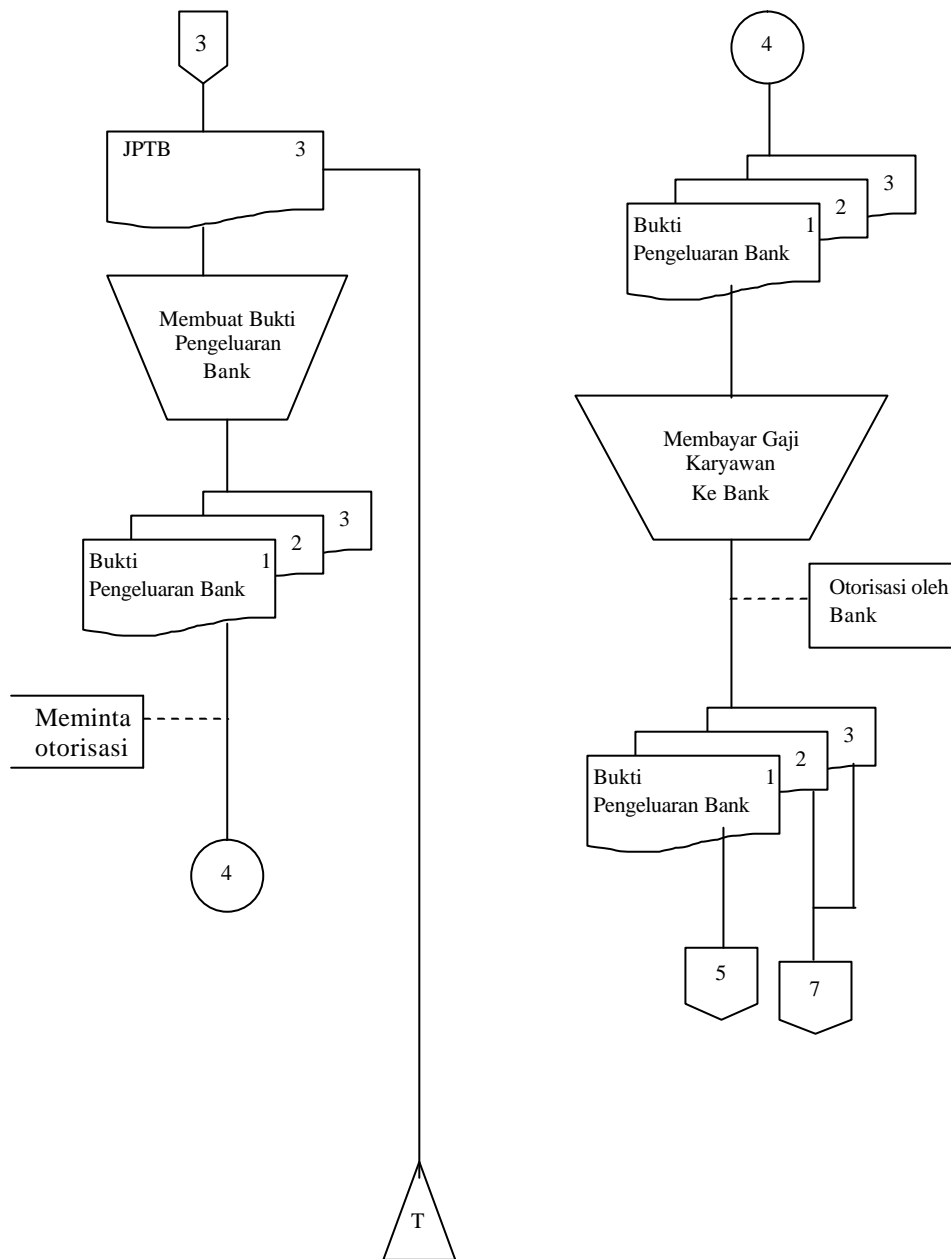 3
JPTB 3
Membuat Bukti
Pengeluaran
Bank
3
2
Bukti 1
Pengeluaran Bank
Meminta
otorisasi
4
T
4
3
2
Bukti 1
Pengeluaran Bank
Membayar Gaji
Karyawan
Ke Bank
Otorisasi oleh
Bank
3
2
Bukti 1
Pengeluaran Bank
5
7